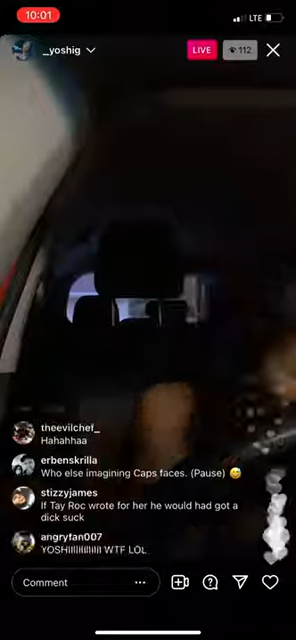 10:01
LTE
_yoshig
LIVE
112
theevilchef_
Hahahhaa
erbenskrilla
Who else imagining Caps faces. (Pause) 😅
stizzyjames
If Tay Roc wrote for her he would had got a
dick suck
angryfan007
YOSHIIIIIIIIIIII WTF LOL
Comment